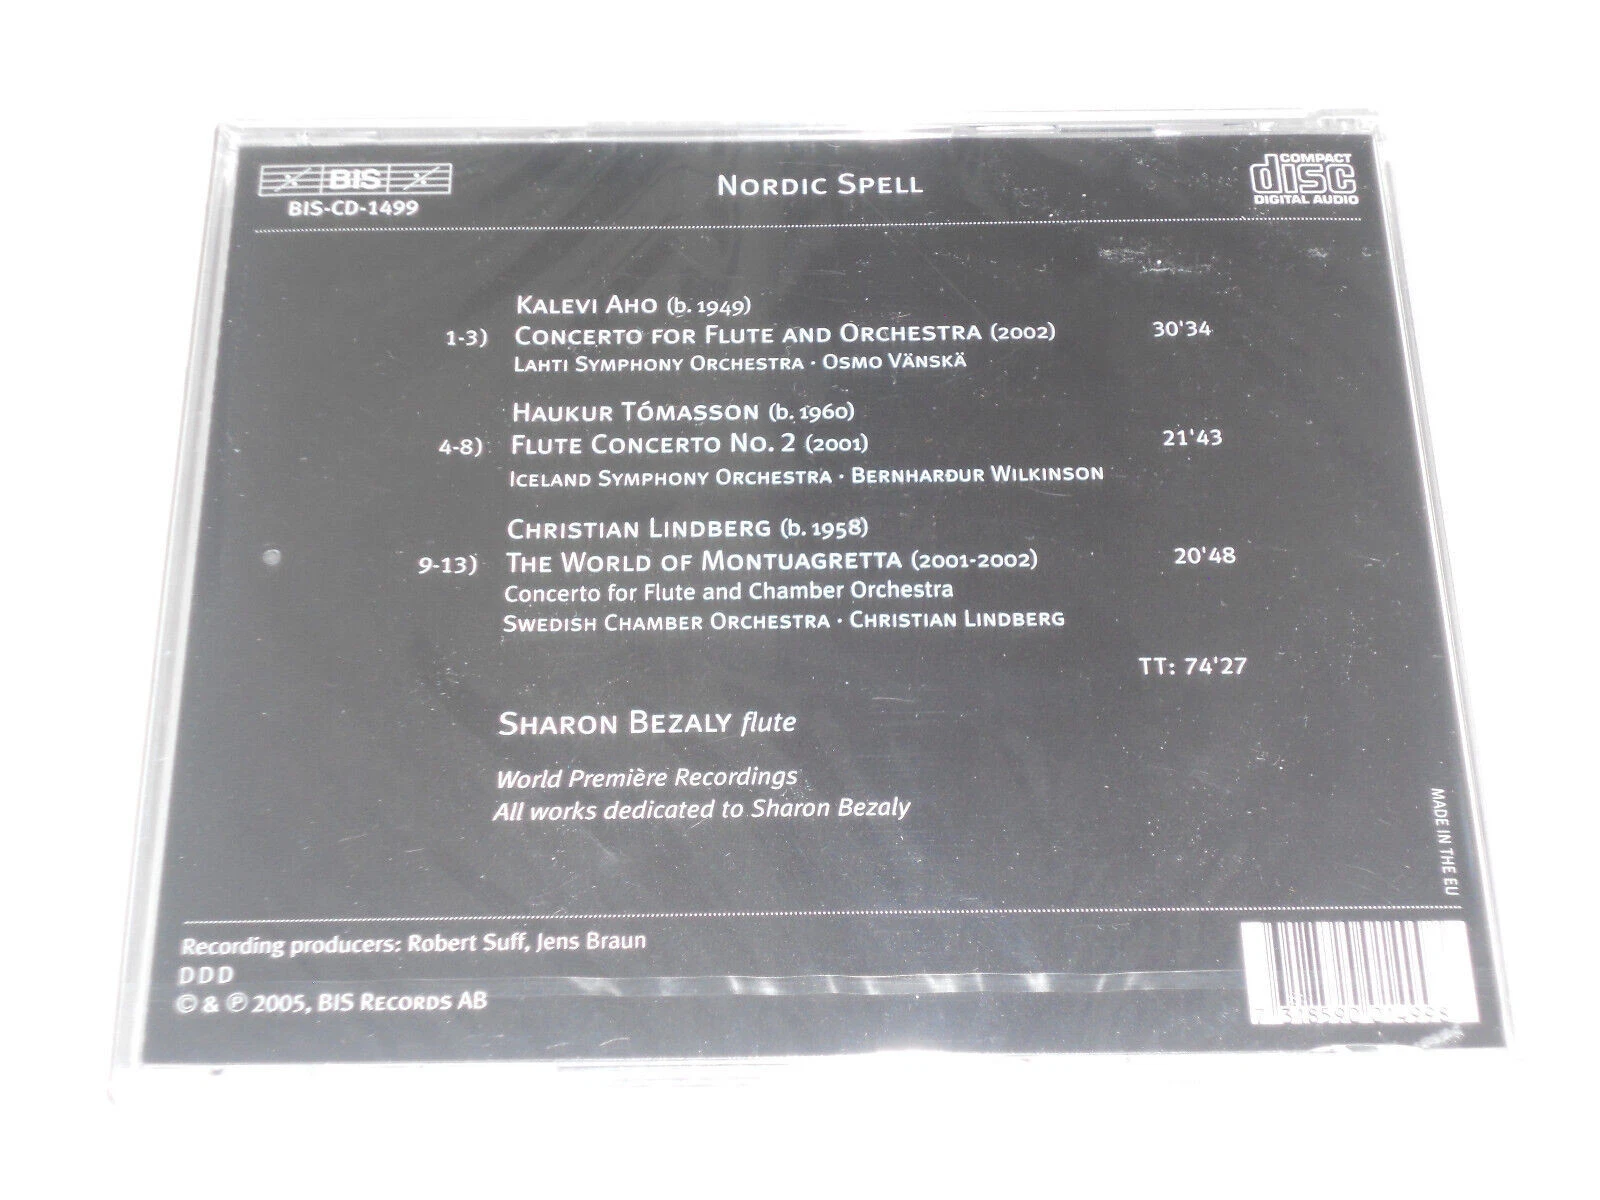 BIS
BIS-CD-1499
NORDIC SPELL
COMPACT
disc
DIGITAL AUDIO
KALEVI AHO (b. 1949)
1-3) CONCERTO FOR FLUTE AND ORCHESTRA (2002) 30'34
LAHTI SYMPHONY ORCHESTRA · OSMO VÄNSKÄ
HAUKUR TÓMASSON (b. 1960)
4-8) FLUTE CONCERTO NO. 2 (2001) 21'43
ICELAND SYMPHONY ORCHESTRA · BERNHARÐUR WILKINSON
CHRISTIAN LINDBERG (b. 1958)
9-13) THE WORLD OF MONTUAGRETTA (2001-2002) 20'48
Concerto for Flute and Chamber Orchestra
SWEDISH CHAMBER ORCHESTRA · CHRISTIAN LINDBERG
TT: 74'27
SHARON BEZALY flute
World Première Recordings
All works dedicated to Sharon Bezaly
MADE IN THE EU
Recording producers: Robert Suff, Jens Braun
DDD
© & ℗ 2005, BIS RECORDS AB